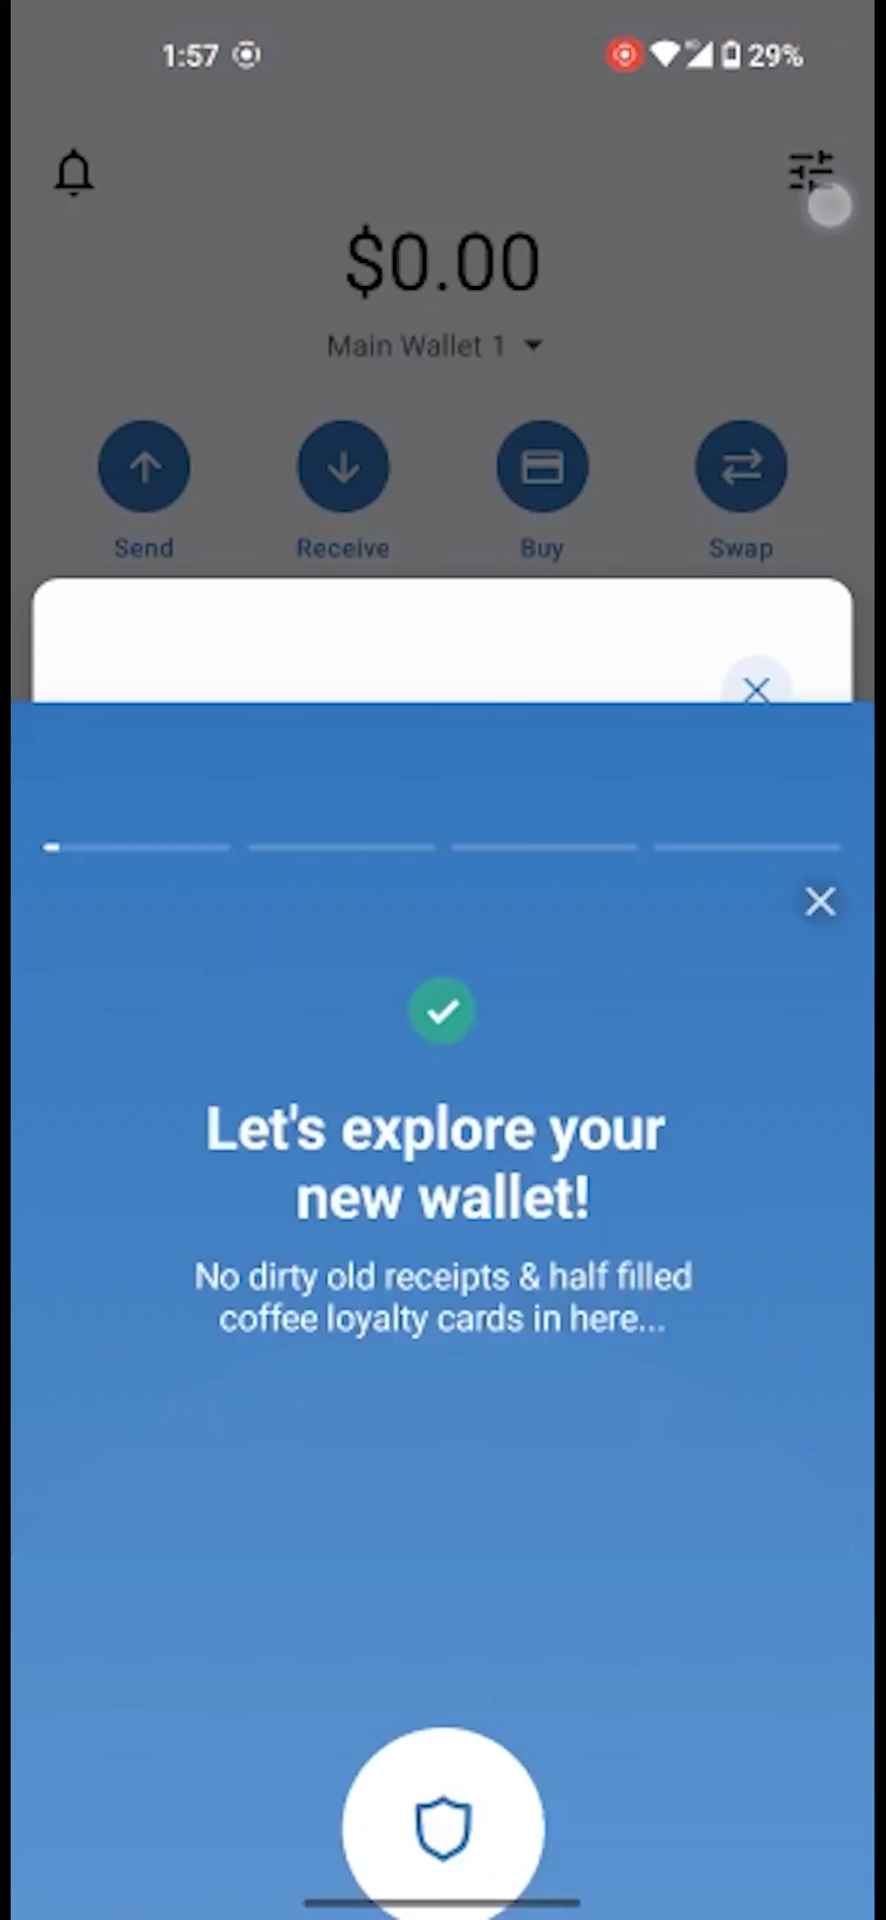 1:57
29%
$0.00
Main Wallet 1
Send Receive Buy Swap
Let's explore your
new wallet!
No dirty old receipts & half filled
coffee loyalty cards in here...